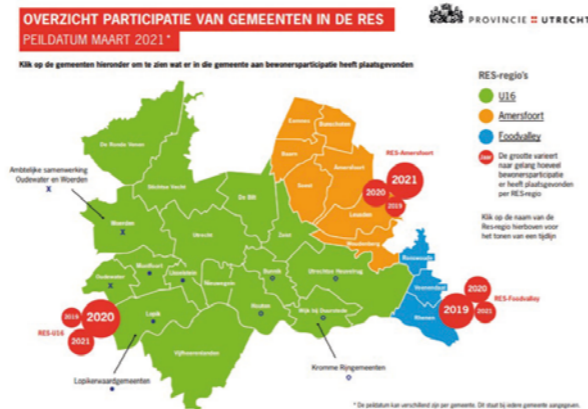 OVERZICHT PARTICIPATIE VAN GEMEENTEN IN DE RES
PEILDATUM MAART 2021*
PROVINCIE UTRECHT
Klik op de gemeenten hieronder om te zien wat er in die gemeente aan bewonersparticipatie heeft plaatsgevonden
RES-regio's
U16
Amersfoort
Foodvalley
Jaar
De grootte varieert
naar gelang hoeveel
bewonersparticipatie
er heeft plaatsgevonden
per RES-regio
Klik op de naam van de
Res-regio hierboven voor
het tonen van een tijdlijn
Eemnes
Bunschoten
Baarn
Amersfoort
Soest
Leusden
Woudenberg
RES-Amersfoort
2021
2020
2019
De Ronde Venen
Stichtse Vecht
De Bilt
Utrecht
Zeist
Ambtelijke samenwerking
Oudewater en Woerden
X
Woerden
X
Oudewater
X
Montfoort
IJsselstein
Nieuwegein
Bunnik
Utrechtse Heuvelrug
Houten
Wijk bij Duurstede
Lopik
Vijfheerenlanden
Renswoude
Veenendaal
Rhenen
2020
2019
2021
RES-Foodvalley
2019
2020
2021
RES-U16
Lopikerwaardgemeenten
Kromme Rijngemeenten
* De peildatum kan verschillend zijn per gemeente. Dit staat bij iedere gemeente aangegeven.